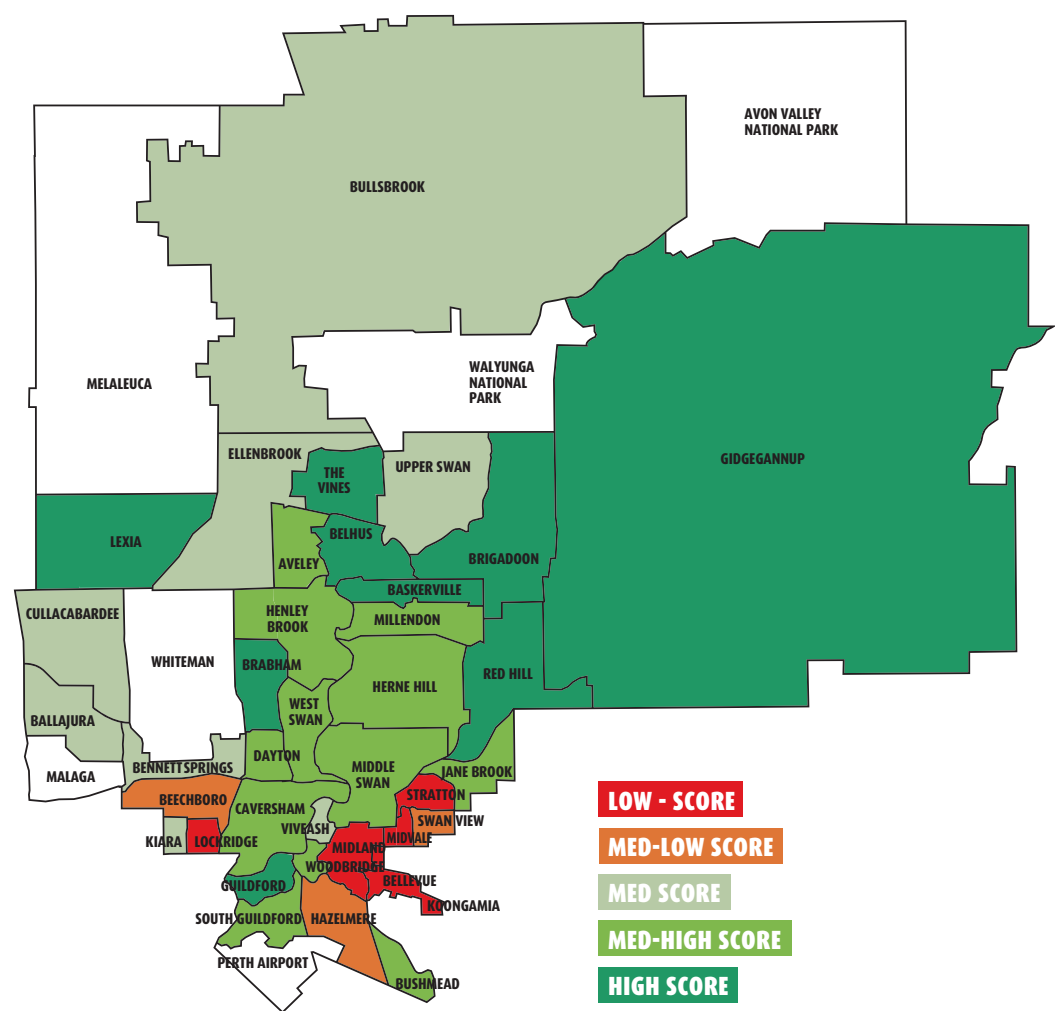 AVON VALLEY
NATIONAL PARK
BULLSBROOK
MELALEUCA
WALYUNGA
NATIONAL
PARK
ELLENBROOK
THE
VINES
UPPER SWAN
GIDGEGANNUP
LEXIA
BELHUS
BRIGADOON
AVELEY
BASKERVILLE
CULLACABARDEE
HENLEY
BROOK
MILLENDON
WHITEMAN
BRABHAM
RED HILL
HERNE HILL
BALLAJURA
WEST
SWAN
MALAGA
BENNETT SPRINGS
DAYTON
MIDDLE
SWAN
JANE BROOK
BEECHBORO
CAVERSHAM
STRATTON
SWAN VIEW
KIARA
LOCKRIDGE
VIVEASH
MIDLAND
MIDVALE
WOODBRIDGE
GUILDFORD
BELLEVUE
KOONGAMIA
SOUTH GUILDFORD
HAZELMERE
PERTH AIRPORT
BUSHMEAD
LOW - SCORE
MED-LOW SCORE
MED SCORE
MED-HIGH SCORE
HIGH SCORE